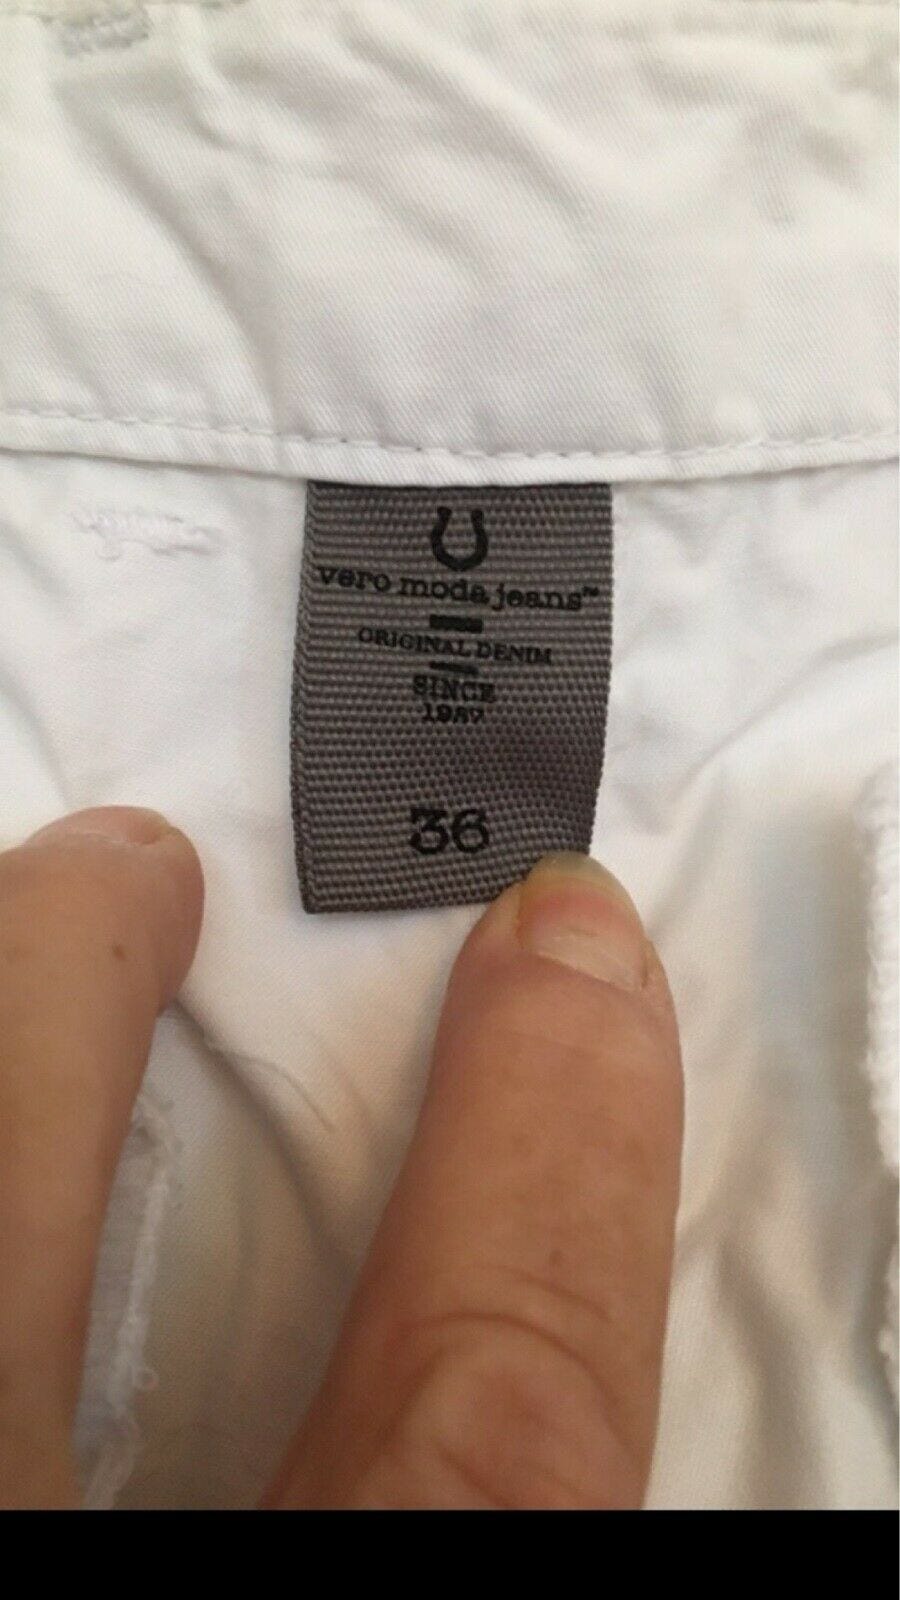 vero moda jeans™
ORIGINAL DENIM
SINCE
1987
36